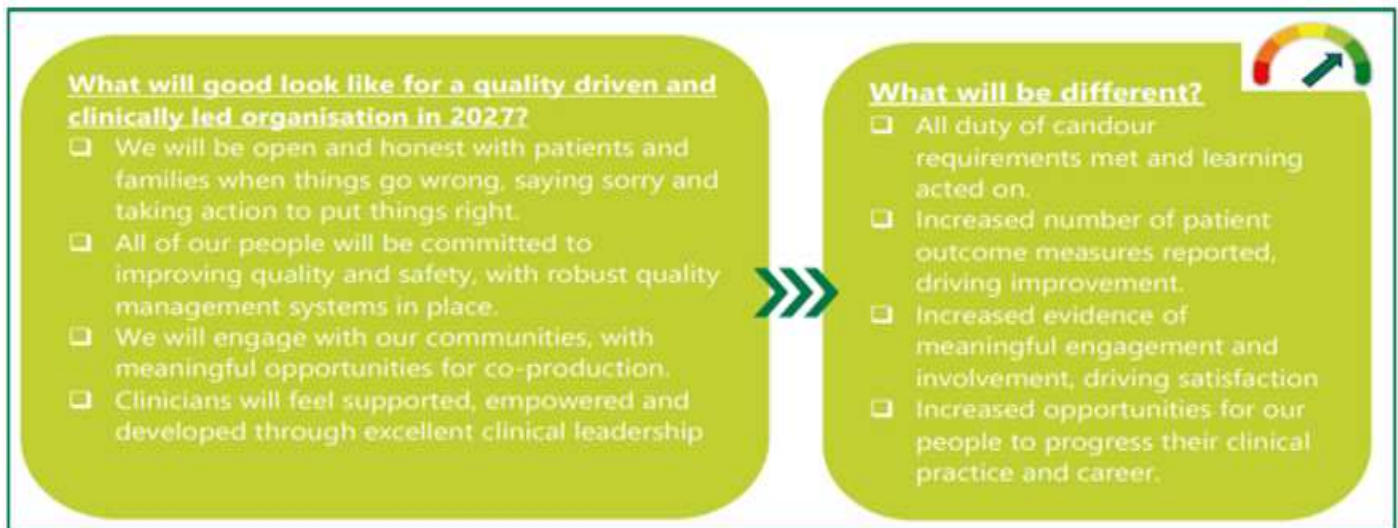 What will good look like for a quality driven and
clinically led organisation in 2027?
❑ We will be open and honest with patients and
families when things go wrong, saying sorry and
taking action to put things right.
❑ All of our people will be committed to
improving quality and safety, with robust quality
management systems in place.
❑ We will engage with our communities, with
meaningful opportunities for co-production.
❑ Clinicians will feel supported, empowered and
developed through excellent clinical leadership
What will be different?
❑ All duty of candour
requirements met and learning
acted on.
❑ Increased number of patient
outcome measures reported,
driving improvement.
❑ Increased evidence of
meaningful engagement and
involvement, driving satisfaction
❑ Increased opportunities for our
people to progress their clinical
practice and career.